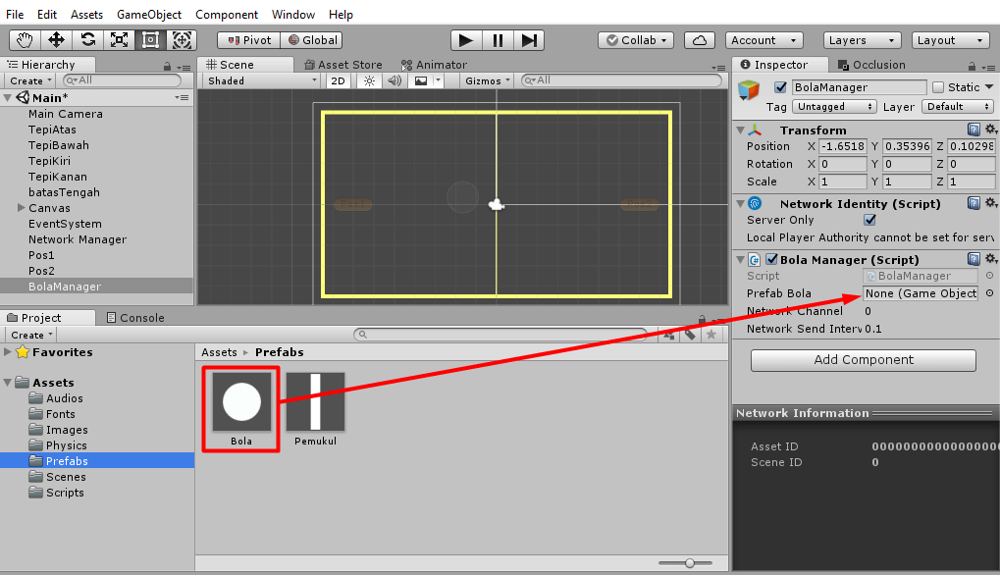 File Edit Assets GameObject Component Window Help
Pivot Global Collab Account Layers Layout
Hierarchy
Create All
Main*
Main Camera
TepiAtas
TepiBawah
TepiKiri
TepiKanan
batasTengah
Canvas
EventSystem
Network Manager
Pos1
Pos2
BolaManager
Scene Asset Store Animator
Shaded 2D Gizmos All
Inspector Occlusion
BolaManager Static
Tag Untagged Layer Default
Transform
Position X -1.6518 Y 0.35396 Z 0.10298
Rotation X 0 Y 0 Z 0
Scale X 1 Y 1 Z 1
Network Identity (Script)
Server Only
Local Player Authority cannot be set for serv
Bola Manager (Script)
Script BolaManager
Prefab Bola None (Game Object
Network Channel 0
Network Send Interv 0.1
Add Component
Network Information
Asset ID 00000000000000000
Scene ID 0
Project Console
Create
Favorites
Assets
Audios
Fonts
Images
Physics
Prefabs
Scenes
Scripts
Assets Prefabs
Bola Pemukul